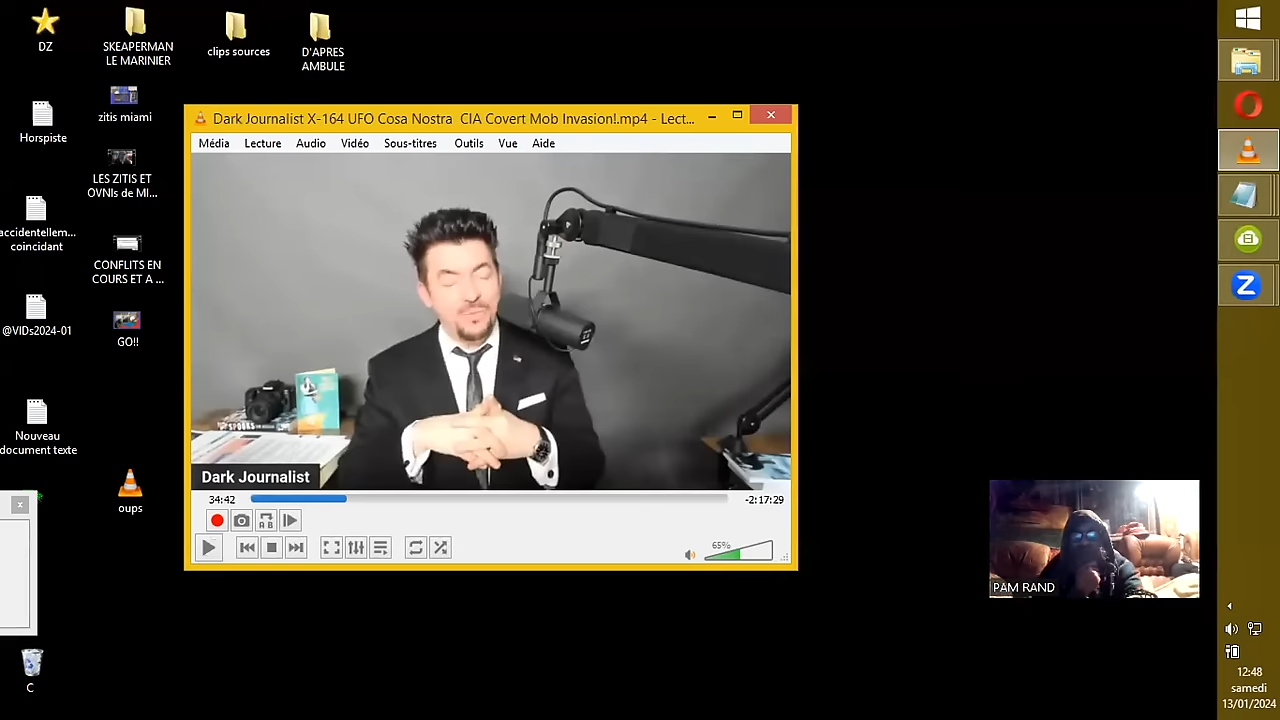 DZ
SKEAPERMAN
LE MARINIER
clips sources
D'APRES
AMBULE
Horspiste
zitis miami
LES ZITIS ET
OVNIs de MI...
accidentellem...
coincidant
CONFLITS EN
COURS ET A ...
@VIDs2024-01
GO!!
Nouveau
document texte
oups
C
Dark Journalist X-164 UFO Cosa Nostra  CIA Covert Mob Invasion!.mp4 - Lect...
Média Lecture Audio Vidéo Sous-titres Outils Vue Aide
SPOOKS
Dark Journalist
34:42
-2:17:29
A B
65%
PAM RAND
Z
12:48
samedi
13/01/2024